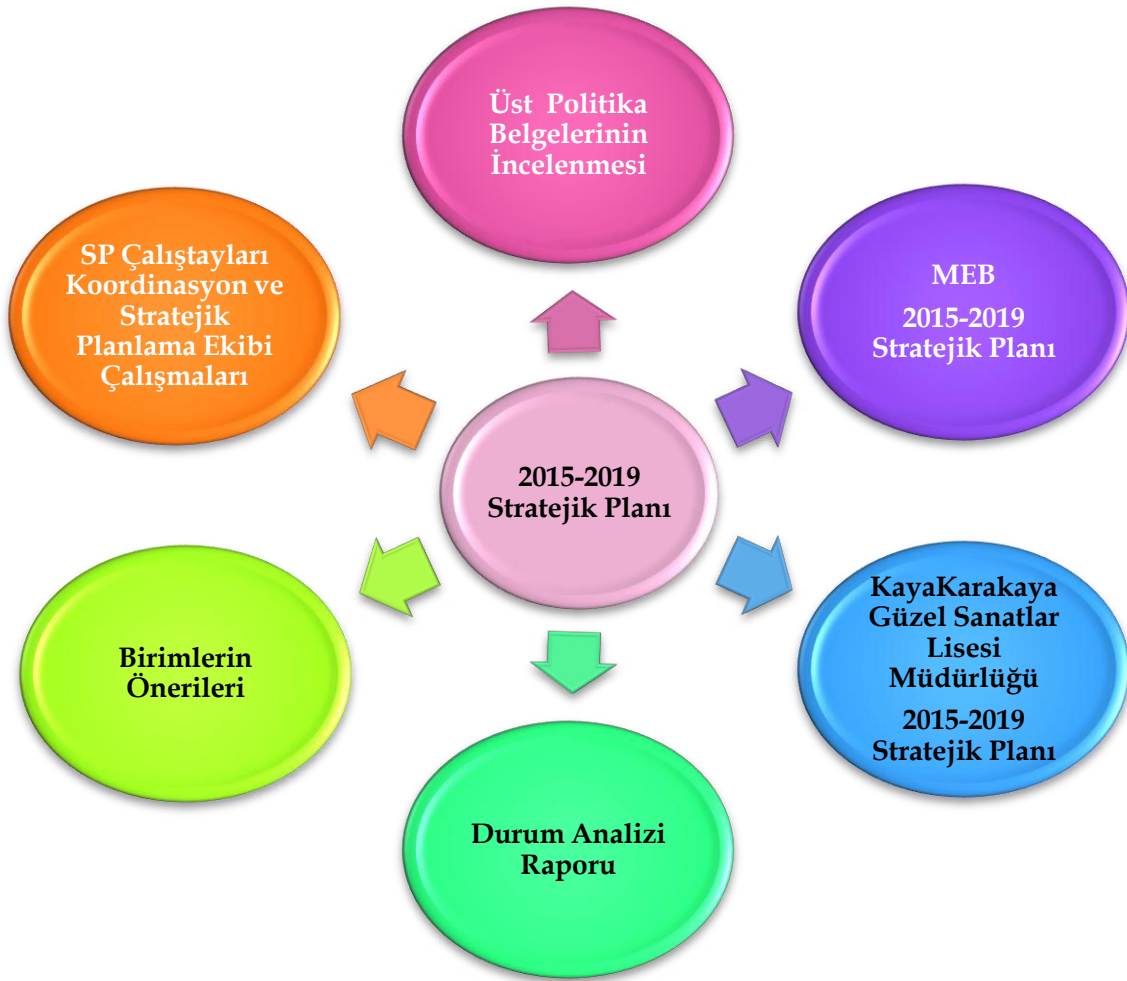 Üst Politika
Belgelerinin
İncelenmesi
SP Çalıştayları
Koordinasyon ve
Stratejik
Planlama Ekibi
Çalışmaları
MEB
2015-2019
Stratejik Planı
2015-2019
Stratejik Planı
Birimlerin
Önerileri
KayaKarakaya
Güzel Sanatlar
Lisesi
Müdürlüğü
2015-2019
Stratejik Planı
Durum Analizi
Raporu